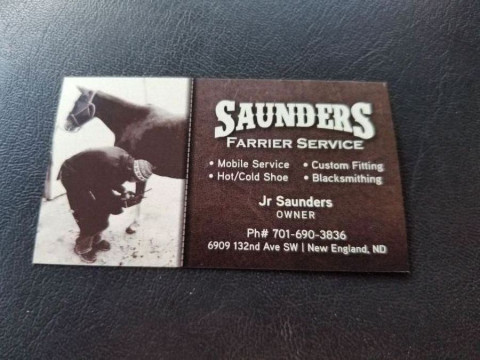 SAUNDERS
FARRIER SERVICE
• Mobile Service • Custom Fitting
• Hot/Cold Shoe • Blacksmithing
Jr Saunders
OWNER
Ph# 701-690-3836
6909 132nd Ave SW | New England, ND